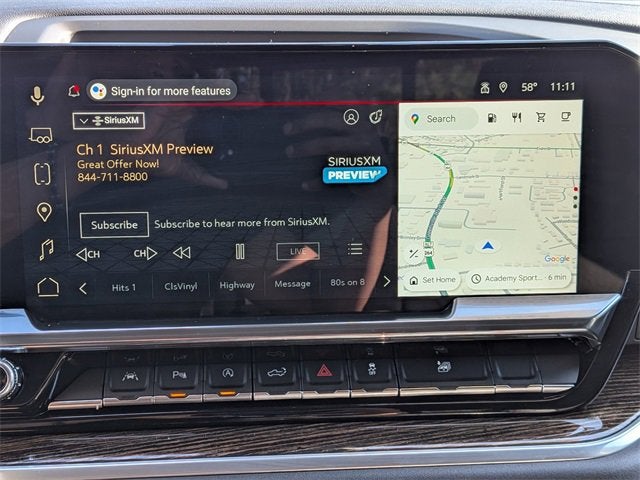 Sign-in for more features
58° 11:11
SiriusXM
Search
Ch 1 SiriusXM Preview
Great Offer Now!
844-711-8800
SIRIUSXM
PREVIEW
Subscribe
Subscribe to hear more from SiriusXM.
CH
CH
LIVE
264
Google
Hits 1
ClsVinyl
Highway
Message
80s on 8
Set Home
Academy Sport... · 6 min
OFF